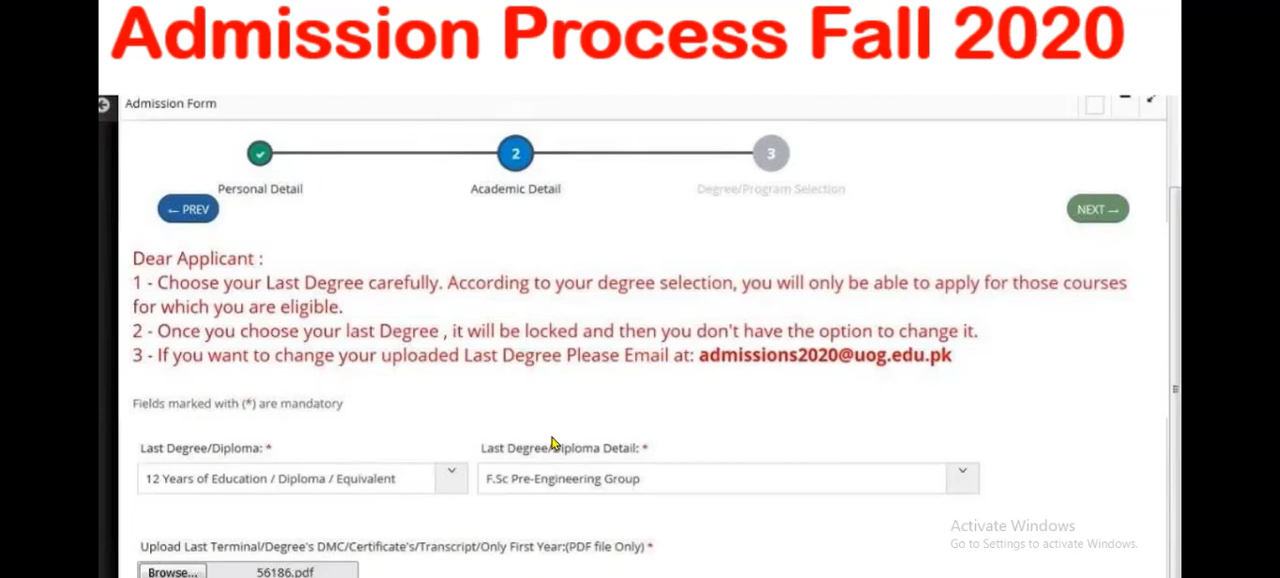 Admission Process Fall 2020
Admission Form
2
3
Personal Detail
Academic Detail
Degree/Program Selection
← PREV
NEXT →
Dear Applicant :
1 - Choose your Last Degree carefully. According to your degree selection, you will only be able to apply for those courses
for which you are eligible.
2 - Once you choose your last Degree , it will be locked and then you don't have the option to change it.
3 - If you want to change your uploaded Last Degree Please Email at: admissions2020@uog.edu.pk
Fields marked with (*) are mandatory
Last Degree/Diploma: *
Last Degree/Diploma Detail: *
12 Years of Education / Diploma / Equivalent
F.Sc Pre-Engineering Group
Activate Windows
Go to Settings to activate Windows.
Upload Last Terminal/Degree's DMC/Certificate's/Transcript/Only First Year:(PDF file Only) *
Browse... 56186.pdf